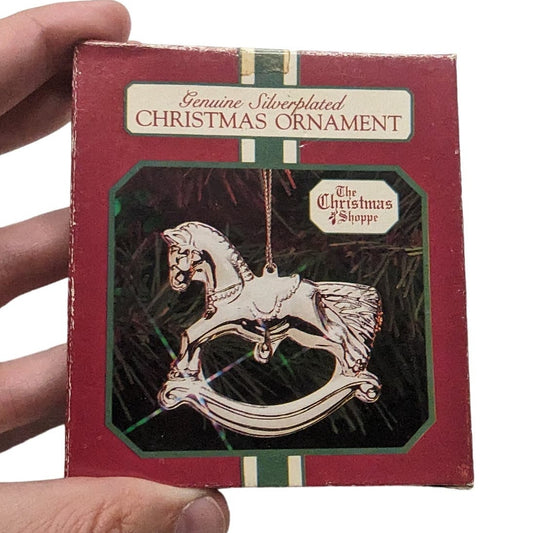 Genuine Silverplated
CHRISTMAS ORNAMENT
The
Christmas
Shoppe